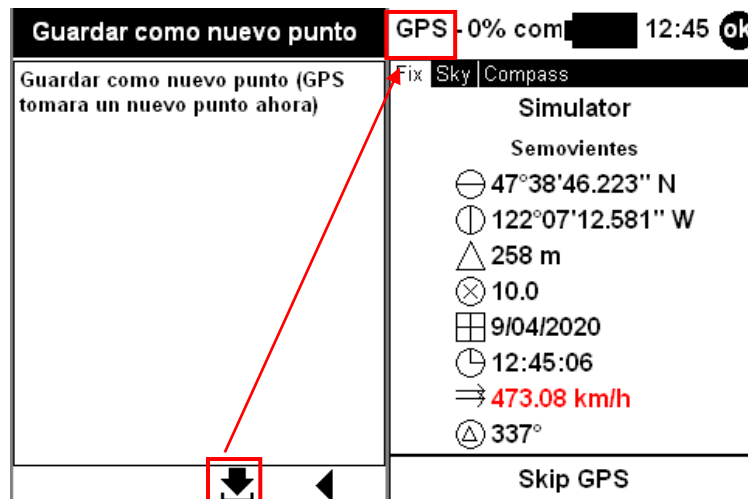 Guardar como nuevo punto
Guardar como nuevo punto (GPS
tomara un nuevo punto ahora)
GPS - 0% com 12:45 ok
Fix Sky Compass
Simulator
Semovientes
47°38'46.223" N
122°07'12.581" W
258 m
10.0
9/04/2020
12:45:06
473.08 km/h
337°
Skip GPS